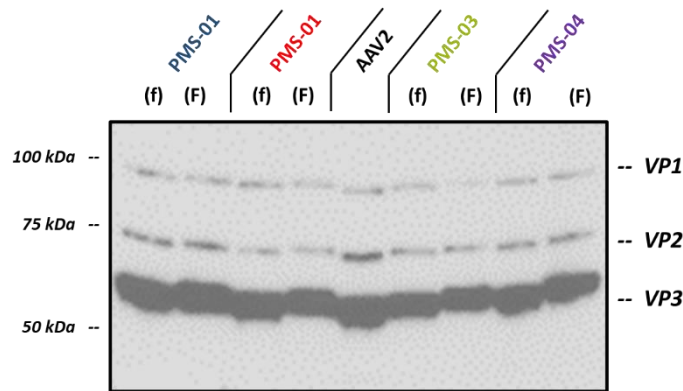 PMS-01 PMS-01 AAV2 PMS-03 PMS-04
(f) (F) (f) (F) (f) (F) (f) (F)
100 kDa -- -- VP1
75 kDa -- -- VP2
-- VP3
50 kDa --